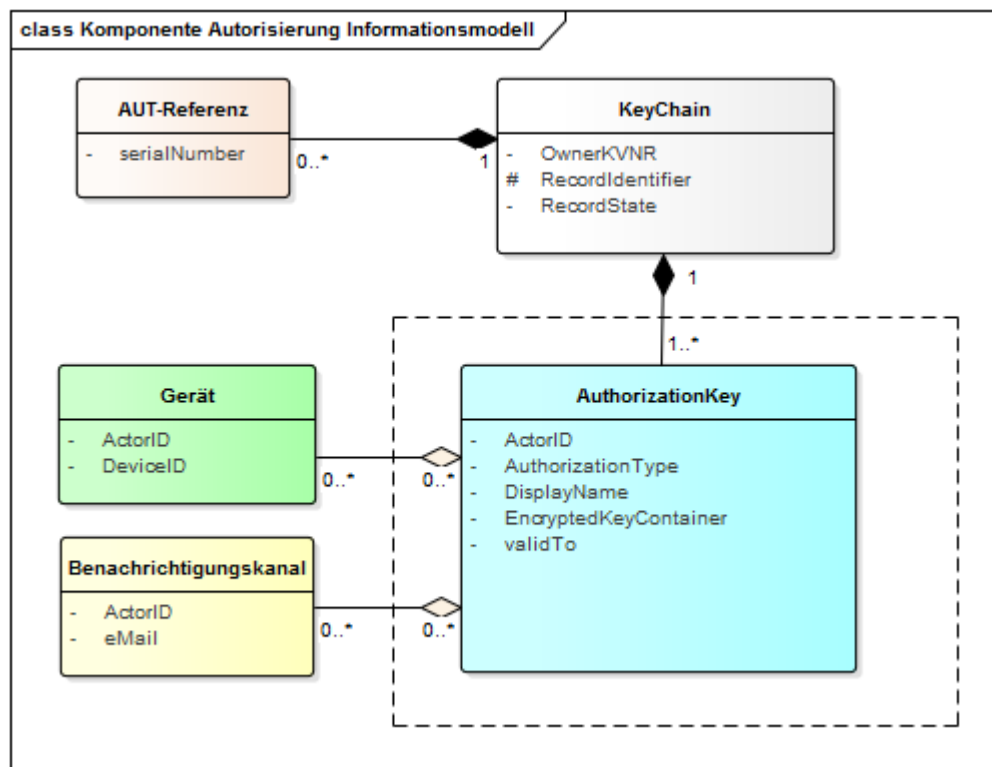 class Komponente Autorisierung Informationsmodell
AUT-Referenz
- serialNumber
0..*
1
KeyChain
- OwnerKVNR
# RecordIdentifier
- RecordState
1
1..*
Gerät
- ActorID
- DeviceID
0..*
0..*
AuthorizationKey
- ActorID
- AuthorizationType
- DisplayName
- EncryptedKeyContainer
- validTo
Benachrichtigungskanal
- ActorID
- eMail
0..*
0..*